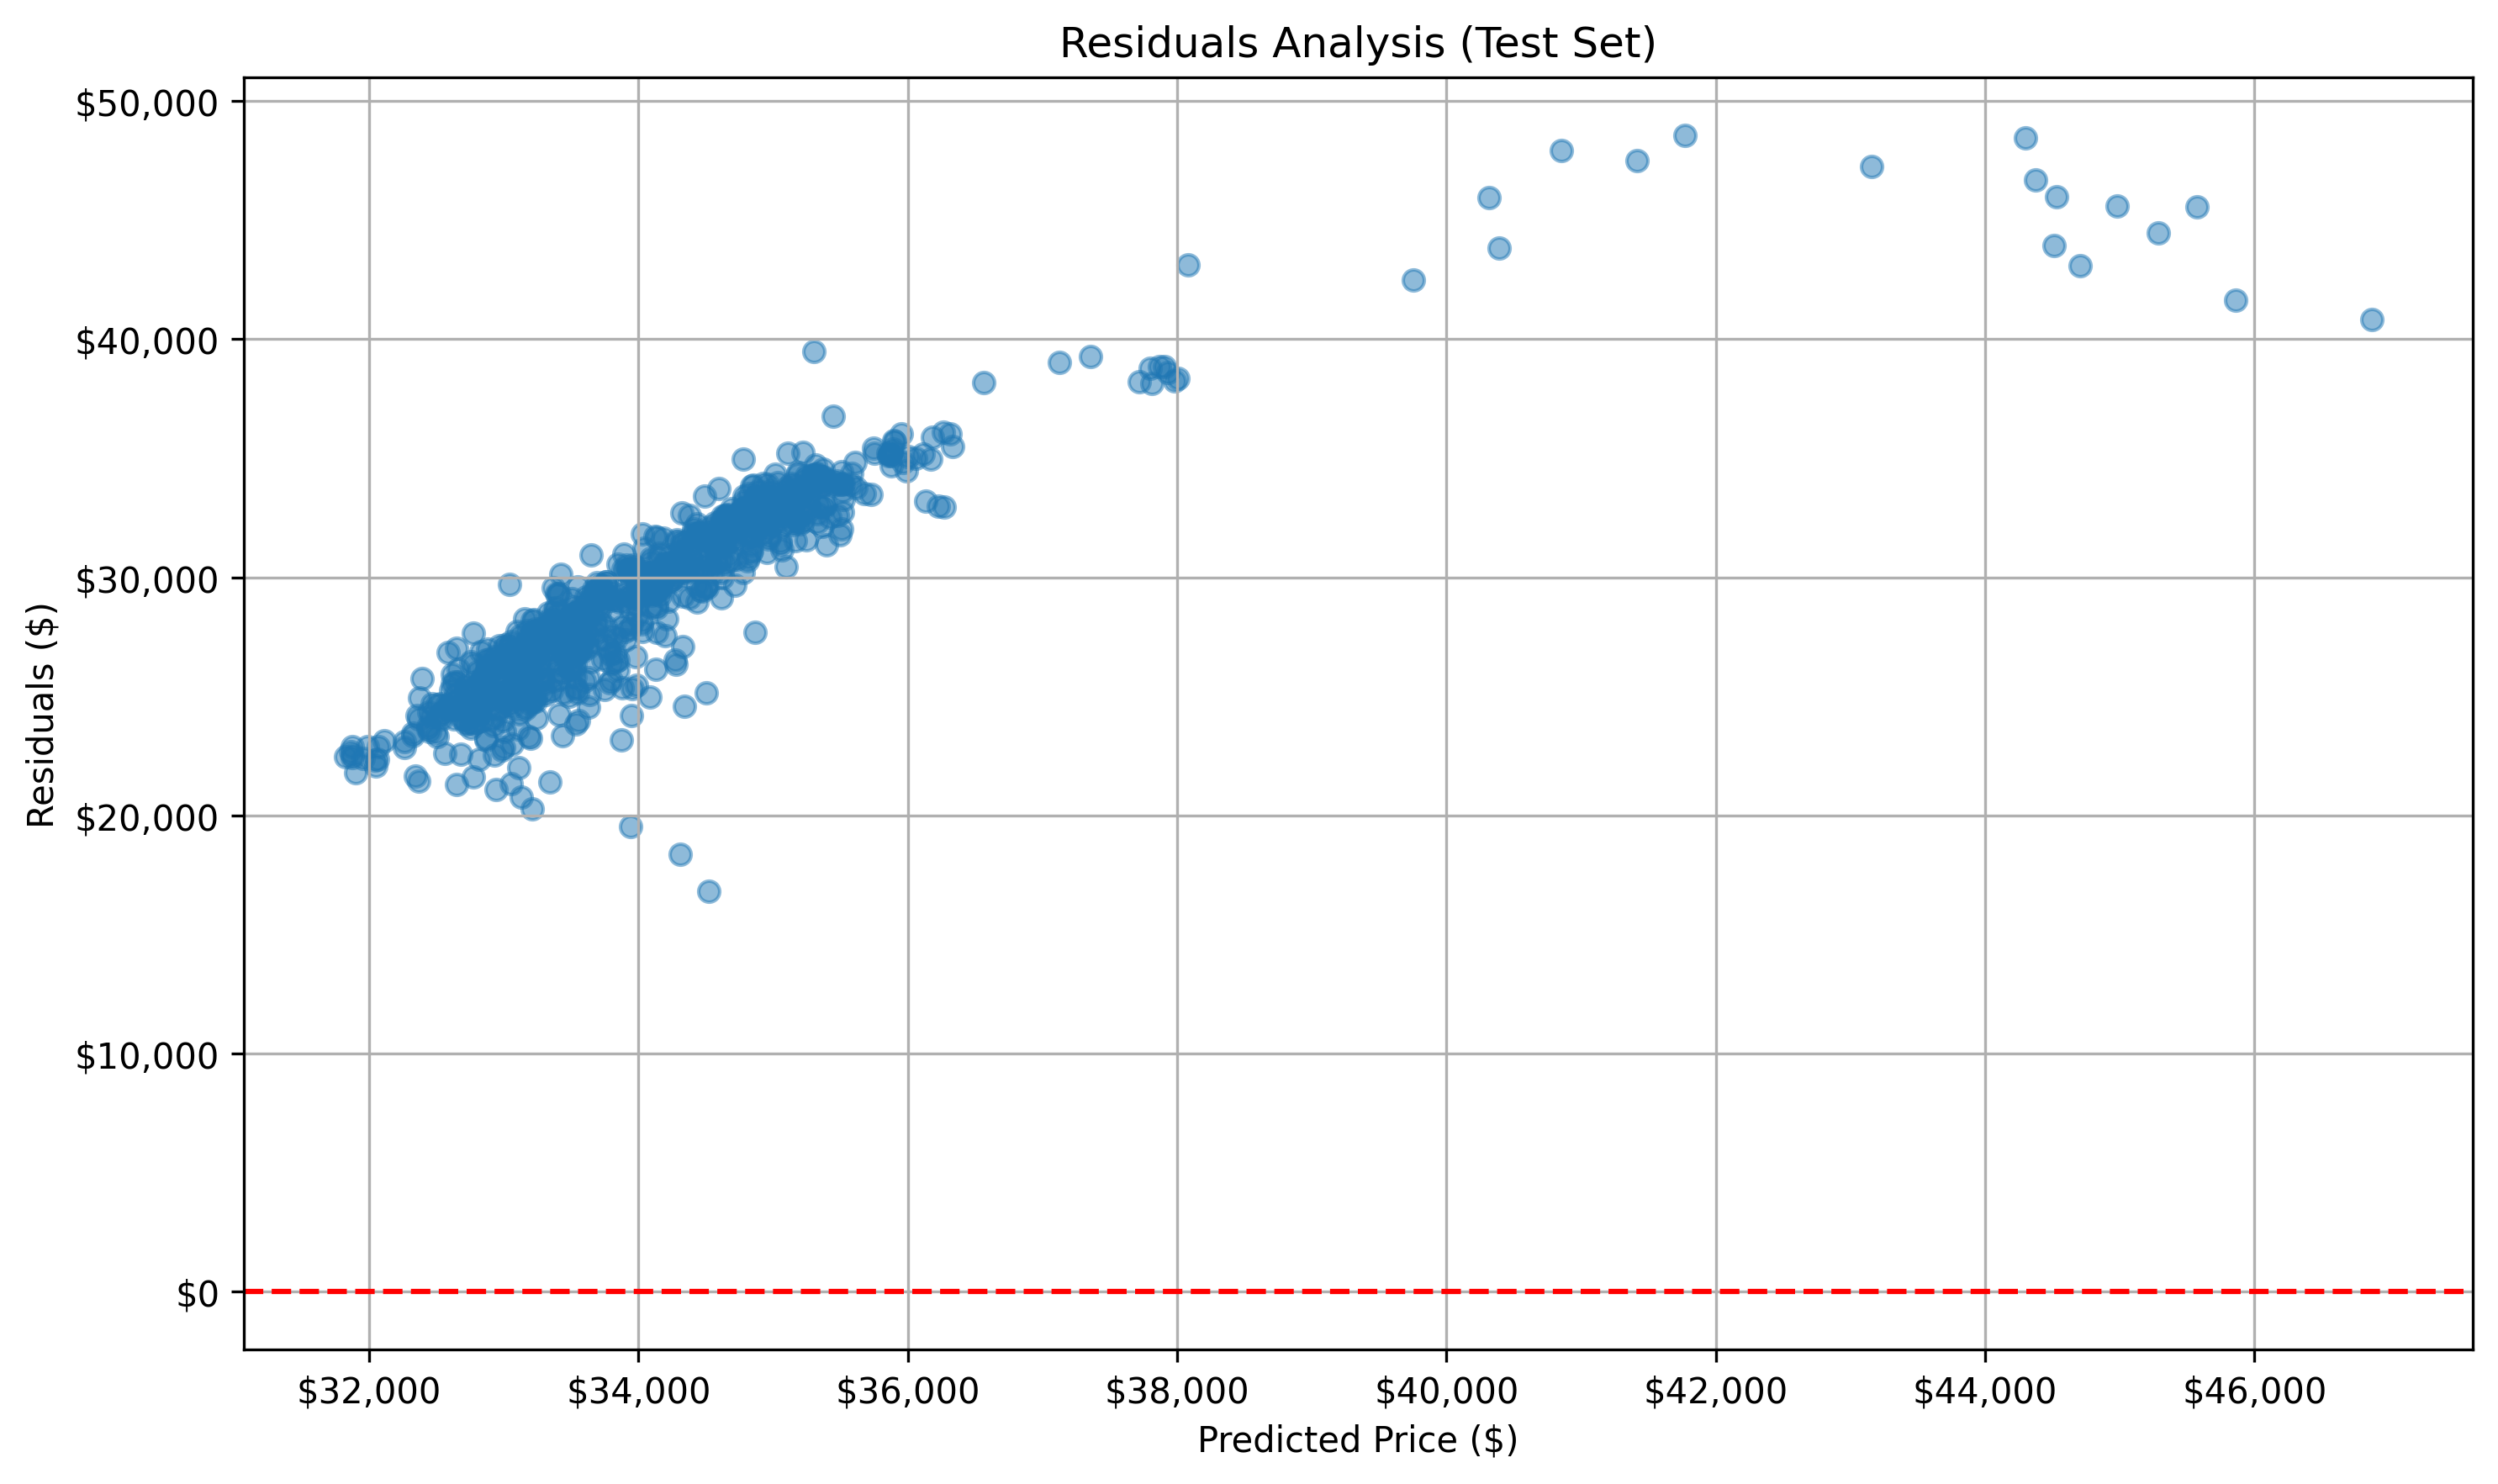 Residuals Analysis (Test Set)
$50,000
$40,000
$30,000
$20,000
$10,000
$0
Residuals ($)
$32,000 $34,000 $36,000 $38,000 $40,000 $42,000 $44,000 $46,000
Predicted Price ($)